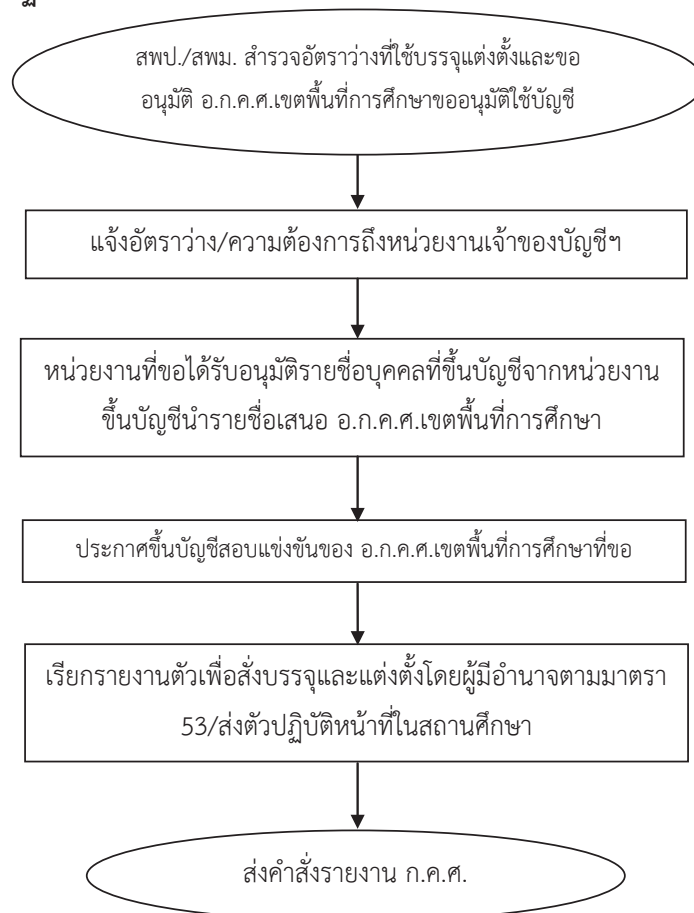 สพป./สพม. สำรวจอัตราว่างที่ใช้บรรจุแต่งตั้งและขอ
อนุมัติ อ.ก.ค.ศ.เขตพื้นที่การศึกษาขออนุมัติใช้บัญชี
แจ้งอัตราว่าง/ความต้องการถึงหน่วยงานเจ้าของบัญชีฯ
หน่วยงานที่ขอได้รับอนุมัติรายชื่อบุคคลที่ขึ้นบัญชีจากหน่วยงาน
ขึ้นบัญชีนำรายชื่อเสนอ อ.ก.ค.ศ.เขตพื้นที่การศึกษา
ประกาศขึ้นบัญชีสอบแข่งขันของ อ.ก.ค.ศ.เขตพื้นที่การศึกษาที่ขอ
เรียกรายงานตัวเพื่อสั่งบรรจุและแต่งตั้งโดยผู้มีอำนาจตามมาตรา
53/ส่งตัวปฏิบัติหน้าที่ในสถานศึกษา
ส่งคำสั่งรายงาน ก.ค.ศ.